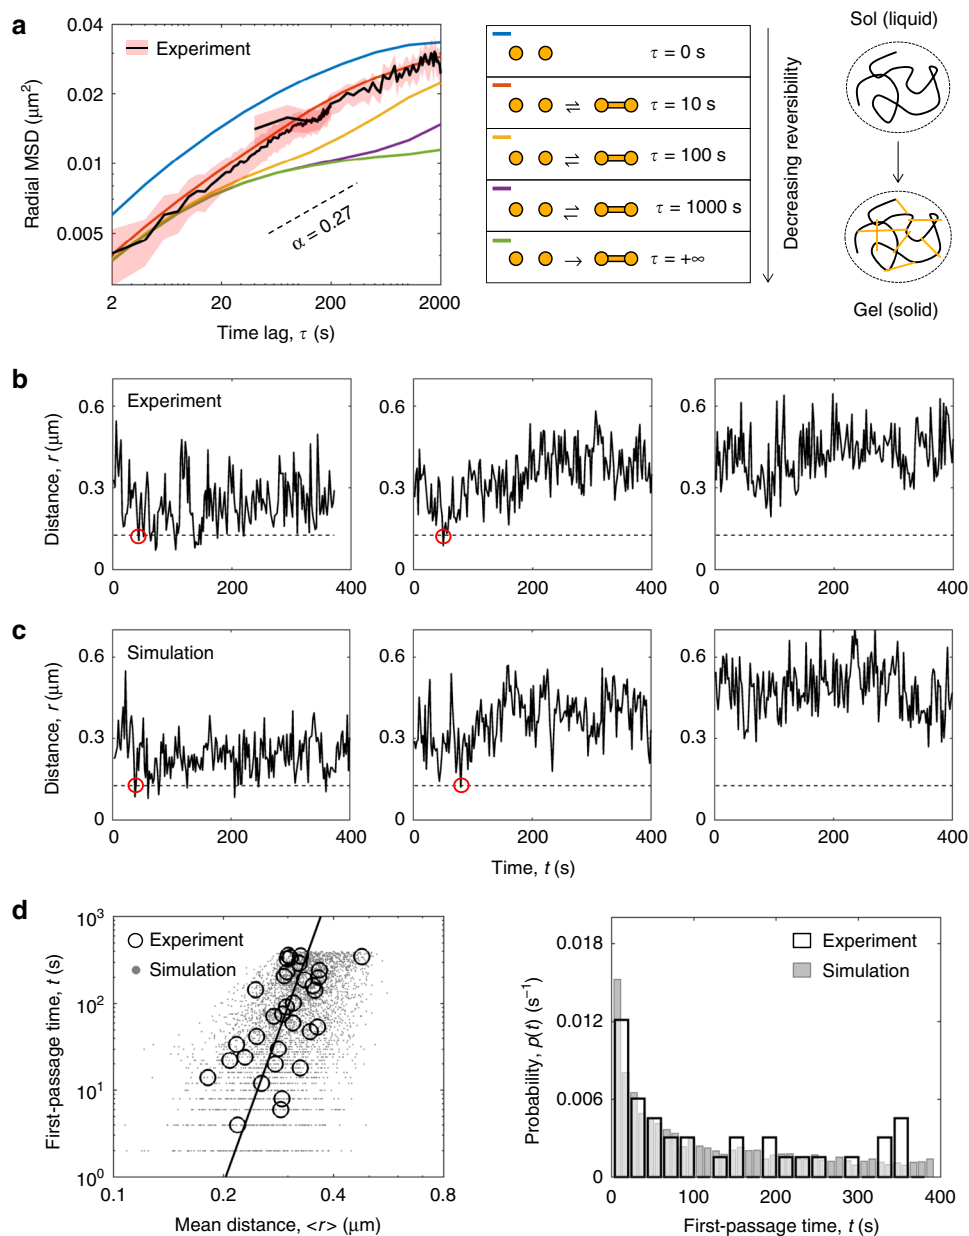 a
0.04
0.02
0.01
0.005
Radial MSD (μm²)
Experiment
α = 0.27
2
20
200
2000
Time lag, τ (s)
τ = 0 s
⇌ τ = 10 s
⇌ τ = 100 s
⇌ τ = 1000 s
→ τ = +∞
Decreasing reversibility
Sol (liquid)
Gel (solid)
b
Distance, r (μm)
Experiment
0.6
0.3
0
0
200
400
0.6
0.3
0
0
200
400
0.6
0.3
0
0
200
400
c
Distance, r (μm)
Simulation
0.6
0.3
0
0
200
400
0.6
0.3
0
0
200
400
0.6
0.3
0
0
200
400
Time, t (s)
d
First-passage time, t (s)
10³
10²
10¹
10⁰
Experiment
Simulation
0.1
0.2
0.4
0.8
Mean distance, <r> (μm)
Probability, p(t) (s⁻¹)
0.018
0.012
0.006
0
Experiment
Simulation
0
100
200
300
400
First-passage time, t (s)